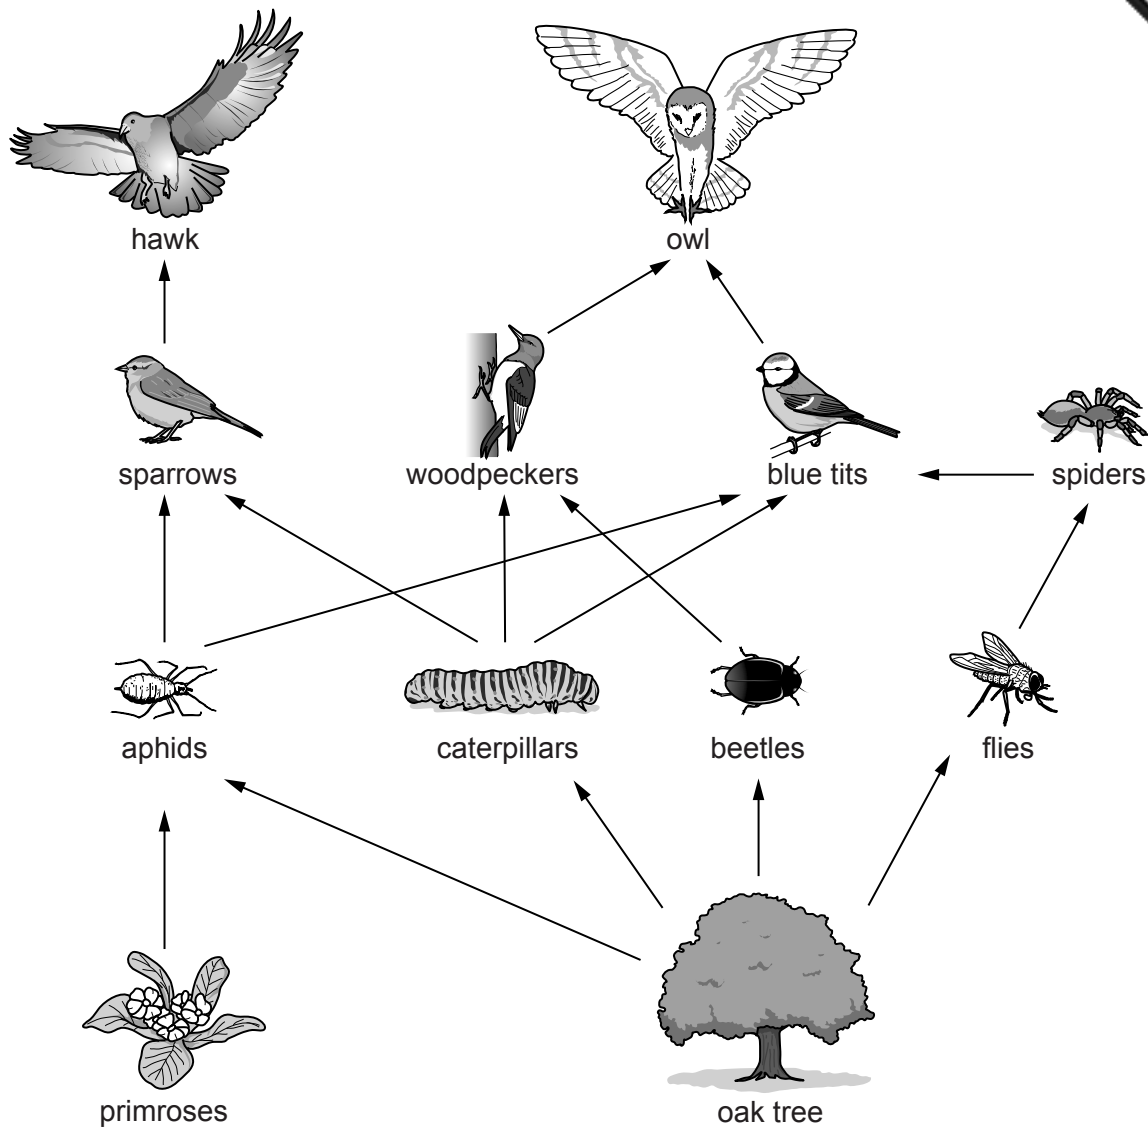 hawk
owl
sparrows
woodpeckers
blue tits
spiders
aphids
caterpillars
beetles
flies
primroses
oak tree